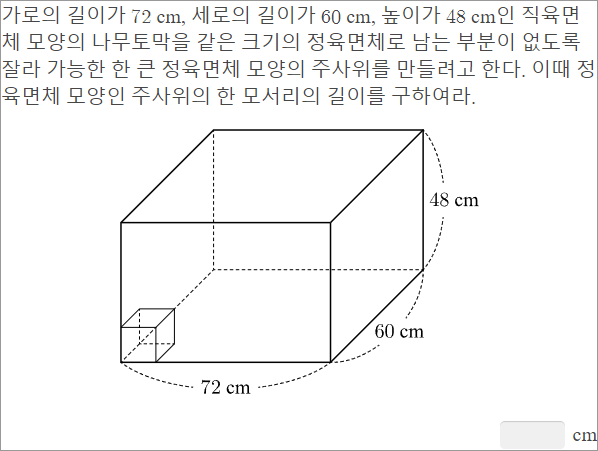 가로의 길이가 72 cm, 세로의 길이가 60 cm, 높이가 48 cm인 직육면
체 모양의 나무토막을 같은 크기의 정육면체로 남는 부분이 없도록
잘라 가능한 한 큰 정육면체 모양의 주사위를 만들려고 한다. 이때 정
육면체 모양인 주사위의 한 모서리의 길이를 구하여라.
48 cm
60 cm
72 cm
cm